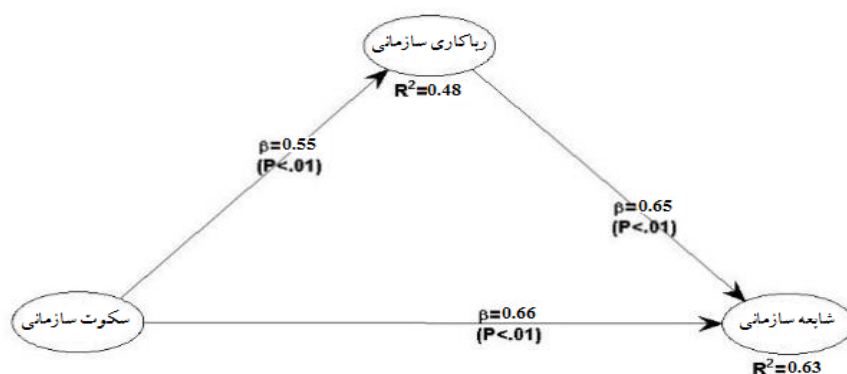 رباکاری سازمانی
R²=0.48
β=0.55
(P<.01)
β=0.65
(P<.01)
سکوت سازمانی
β=0.66
(P<.01)
شایعه سازمانی
R²=0.63